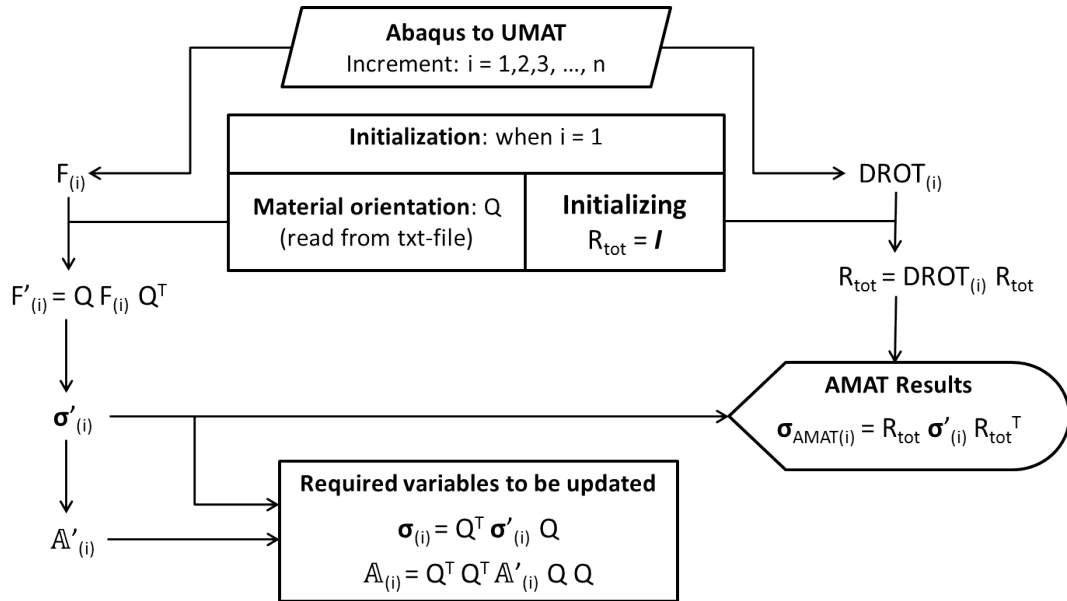 Abaqus to UMAT
Increment: i = 1,2,3, ..., n
Initialization: when i = 1
F(i)
DROT(i)
Material orientation: Q
(read from txt-file)
Initializing
Rtot = I
F'(i) = Q F(i) Qᵀ
Rtot = DROT(i) Rtot
AMAT Results
σAMAT(i) = Rtot σ'(i) Rtotᵀ
σ'(i)
Required variables to be updated
σ(i) = Qᵀ σ'(i) Q
𝔸'(i)
𝔸(i) = Qᵀ Qᵀ 𝔸'(i) Q Q